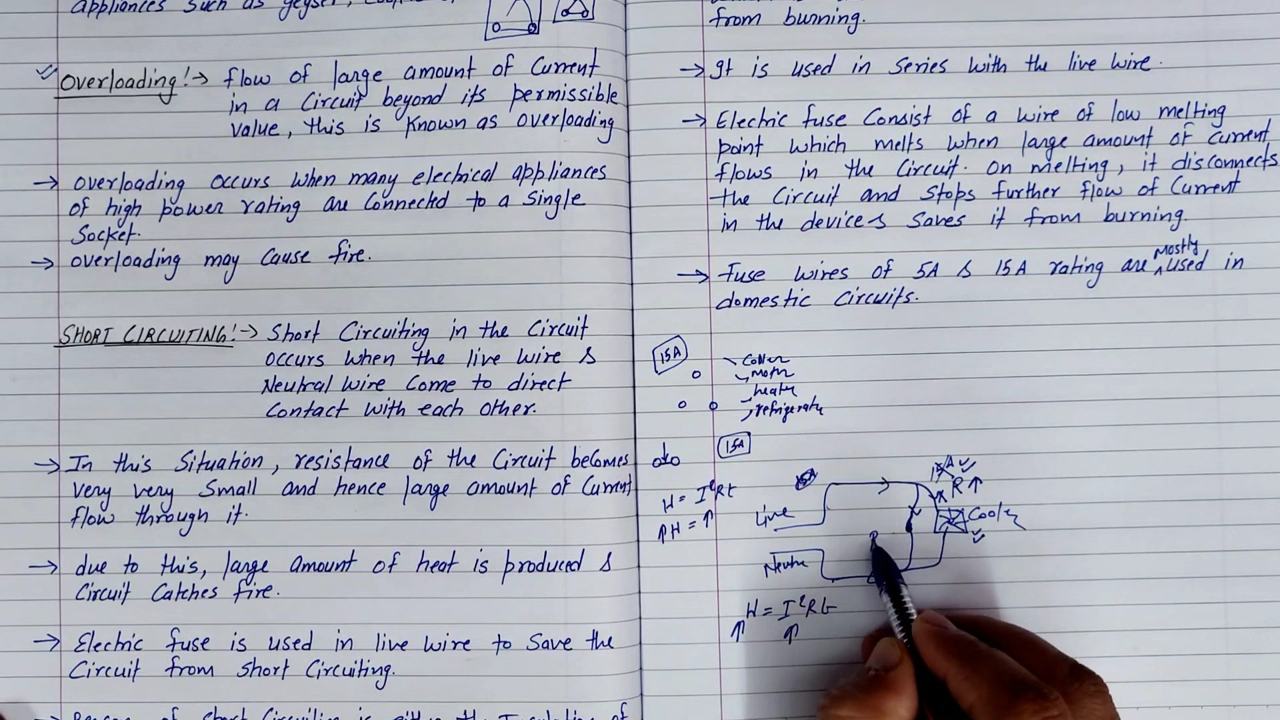 appliances such as geyser,
Overloading!→ flow of large amount of Current
in a Circuit beyond its permissible
value, this is known as overloading
→ overloading occurs when many electrical appliances
of high power rating are Connected to a Single
Socket.
→ overloading may Cause fire.
SHORT CIRCUITING!→ Short Circuiting in the Circuit
occurs when the live wire &
Neutral wire Come to direct
Contact with each other.
→ In this Situation, resistance of the Circuit becomes
very very Small and hence large amount of Current
flow through it.
→ due to this, large amount of heat is produced &
Circuit Catches fire.
→ Electric fuse is used in live wire to Save the
Circuit from short Circuiting.
from burning.
→ It is used in Series with the live wire.
→ Electric fuse Consist of a wire of low melting
point which melts when large amount of Current
flows in the Circuit. On melting, it disconnects
the Circuit and Stops further flow of Current
in the device & Saves it from burning.
→ Fuse wires of 5A & 15A rating are Mostly used in
domestic Circuits.
15A
Cooler
heater
refrigerator
15A
H = I²Rt
↑H = ↑
R↑
Live
Cooler
H = I²Rt
↑ ↑